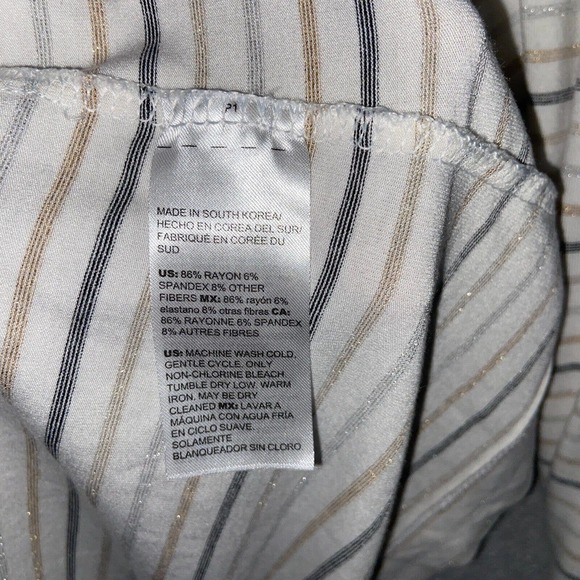 21
MADE IN SOUTH KOREA/
HECHO EN COREA DEL SUR/
FABRIQUÉ EN CORÉE DU
SUD
US: 86% RAYON 6%
SPANDEX 8% OTHER
FIBERS MX: 86% rayón 6%
elastano 8% otras fibras CA:
86% RAYONNE 6% SPANDEX
8% AUTRES FIBRES
US: MACHINE WASH COLD,
GENTLE CYCLE. ONLY
NON-CHLORINE BLEACH.
TUMBLE DRY LOW. WARM
IRON. MAY BE DRY
CLEANED MX: LAVAR A
MÁQUINA CON AGUA FRÍA
EN CICLO SUAVE.
SOLAMENTE
BLANQUEADOR SIN CLORO